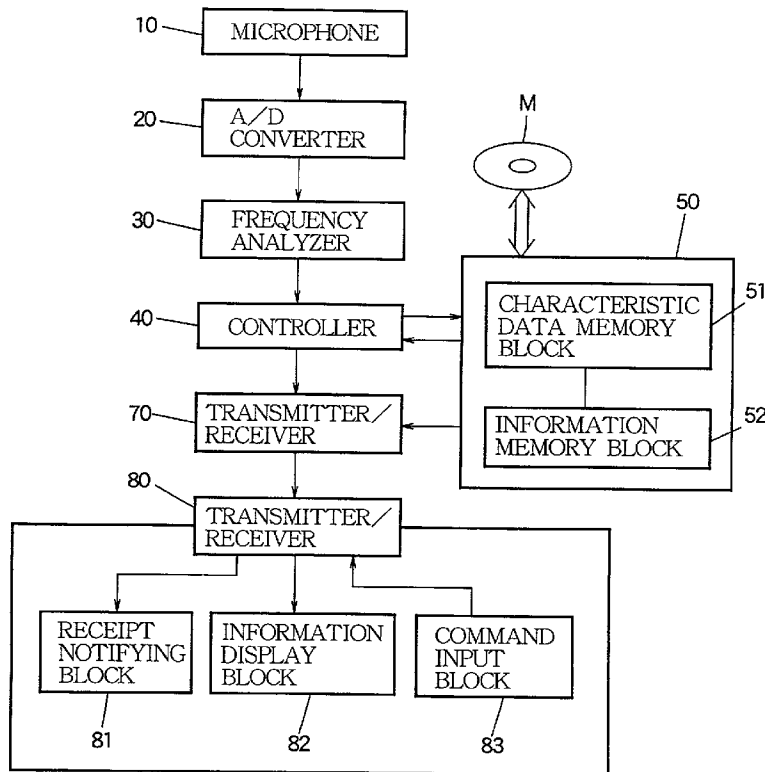 10
MICROPHONE
20
A/D
CONVERTER
M
30
FREQUENCY
ANALYZER
50
40
CONTROLLER
51
CHARACTERISTIC
DATA MEMORY
BLOCK
70
TRANSMITTER/
RECEIVER
52
INFORMATION
MEMORY BLOCK
80
TRANSMITTER/
RECEIVER
RECEIPT
NOTIFYING
BLOCK
81
INFORMATION
DISPLAY
BLOCK
82
COMMAND
INPUT
BLOCK
83